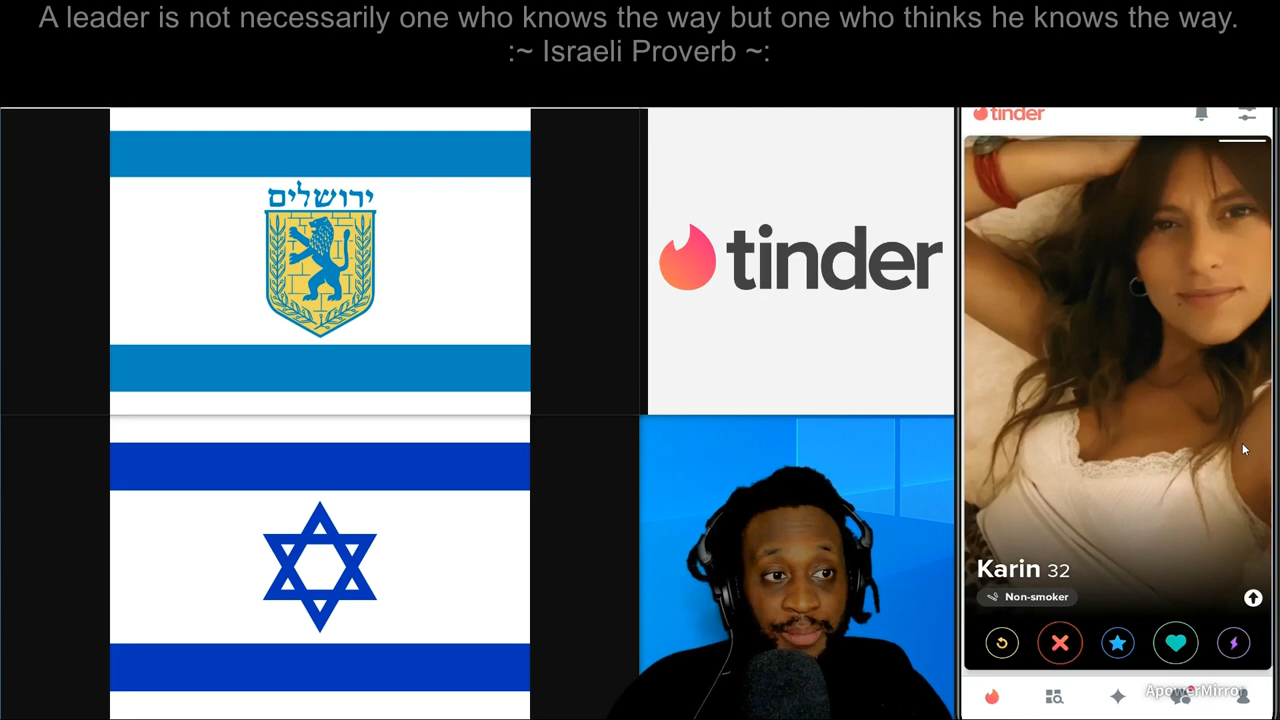 A leader is not necessarily one who knows the way but one who thinks he knows the way.
:~ Israeli Proverb ~:
ירושלים
tinder
tinder
Karin 32
Non-smoker
ApowerMirror